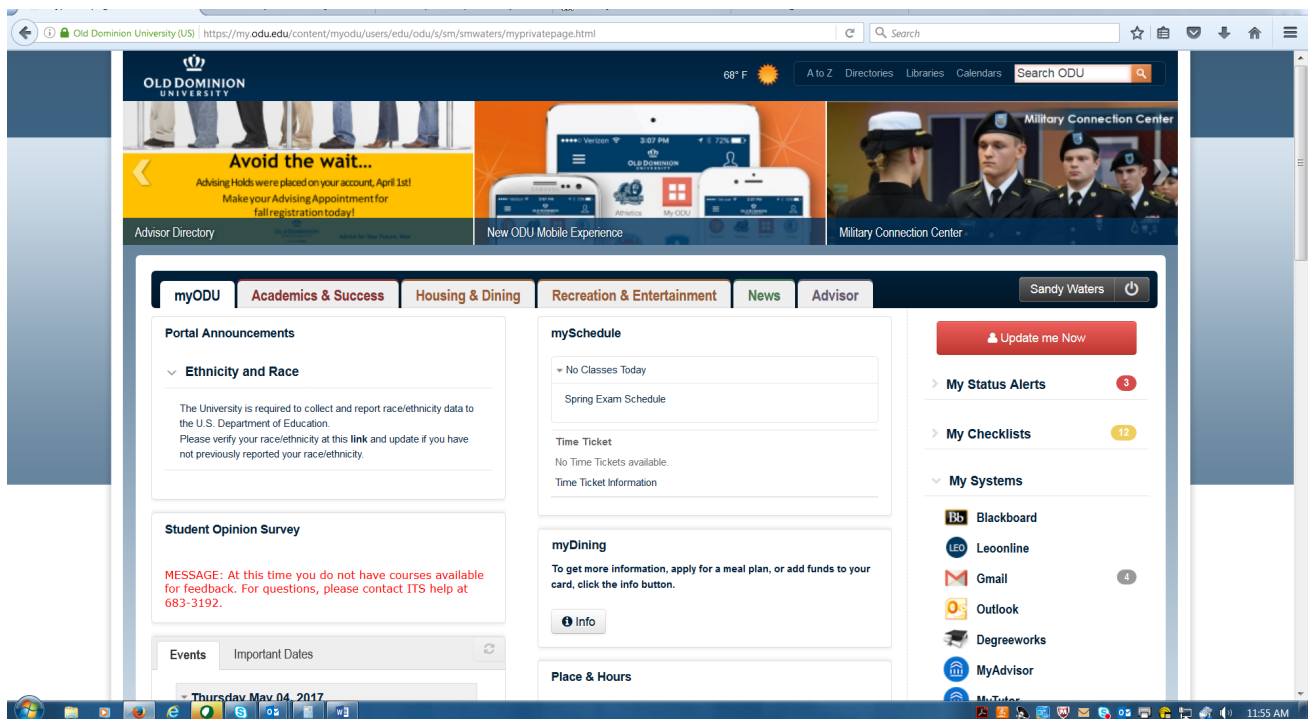 Old Dominion University (US) https://my.odu.edu/content/myodu/users/edu/odu/s/sm/smwaters/myprivatepage.html Search
OLD DOMINION
UNIVERSITY
68° F A to Z Directories Libraries Calendars Search ODU
Avoid the wait...
Advising Holds were placed on your account, April 1st!
Make your Advising Appointment for
fall registration today!
Advisor Directory
Verizon 3:07 PM 72%
OLD DOMINION
UNIVERSITY
Athletics My ODU
New ODU Mobile Experience
Military Connection Center
Military Connection Center
myODU Academics & Success Housing & Dining Recreation & Entertainment News Advisor Sandy Waters
Portal Announcements
Ethnicity and Race
The University is required to collect and report race/ethnicity data to
the U.S. Department of Education.
Please verify your race/ethnicity at this link and update if you have
not previously reported your race/ethnicity.
Student Opinion Survey
MESSAGE: At this time you do not have courses available
for feedback. For questions, please contact ITS help at
683-3192.
Events Important Dates
Thursday May 04, 2017
mySchedule
No Classes Today
Spring Exam Schedule
Time Ticket
No Time Tickets available.
Time Ticket Information
myDining
To get more information, apply for a meal plan, or add funds to your
card, click the info button.
Info
Place & Hours
Update me Now
My Status Alerts 3
My Checklists 12
My Systems
Bb Blackboard
LEO Leoonline
Gmail 4
Outlook
Degreeworks
MyAdvisor
MyTutor
11:55 AM